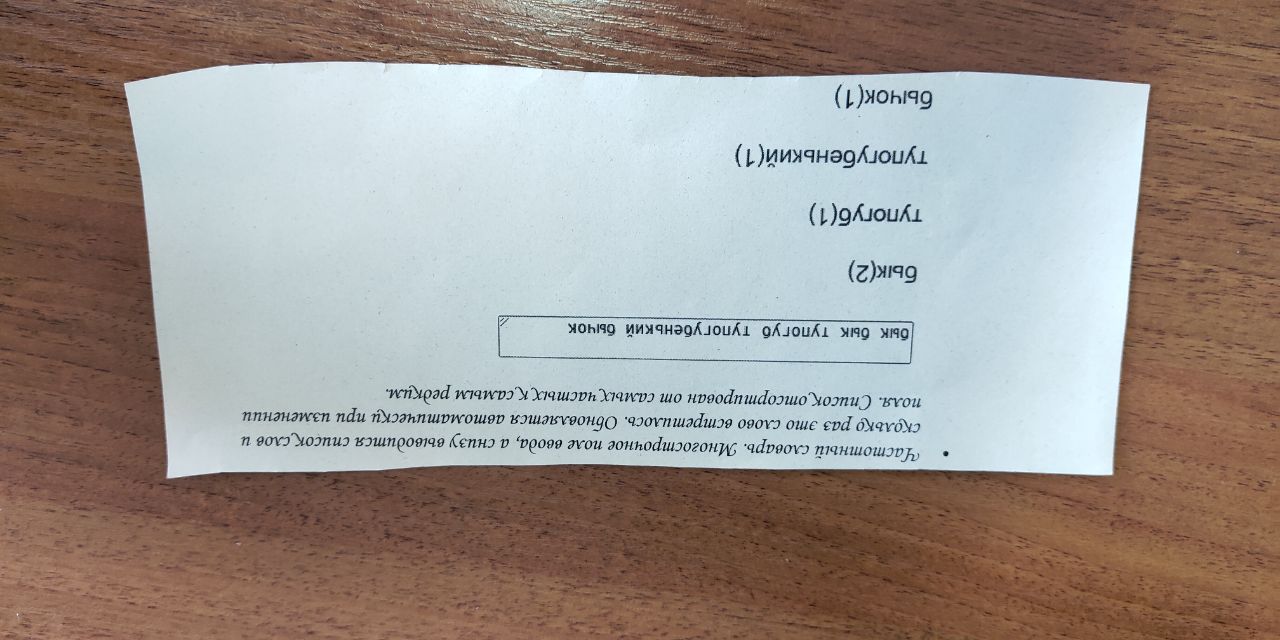 • Частотный словарь. Многострочное поле ввода, а снизу выводится список слов и
сколько раз это слово встретилось. Обновляется автоматически при изменении
поля. Список отсортирован от самых частых к самым редким.
бык бык тупогуб тупогубенький бычок
бык(2)
тупогуб(1)
тупогубенький(1)
бычок(1)